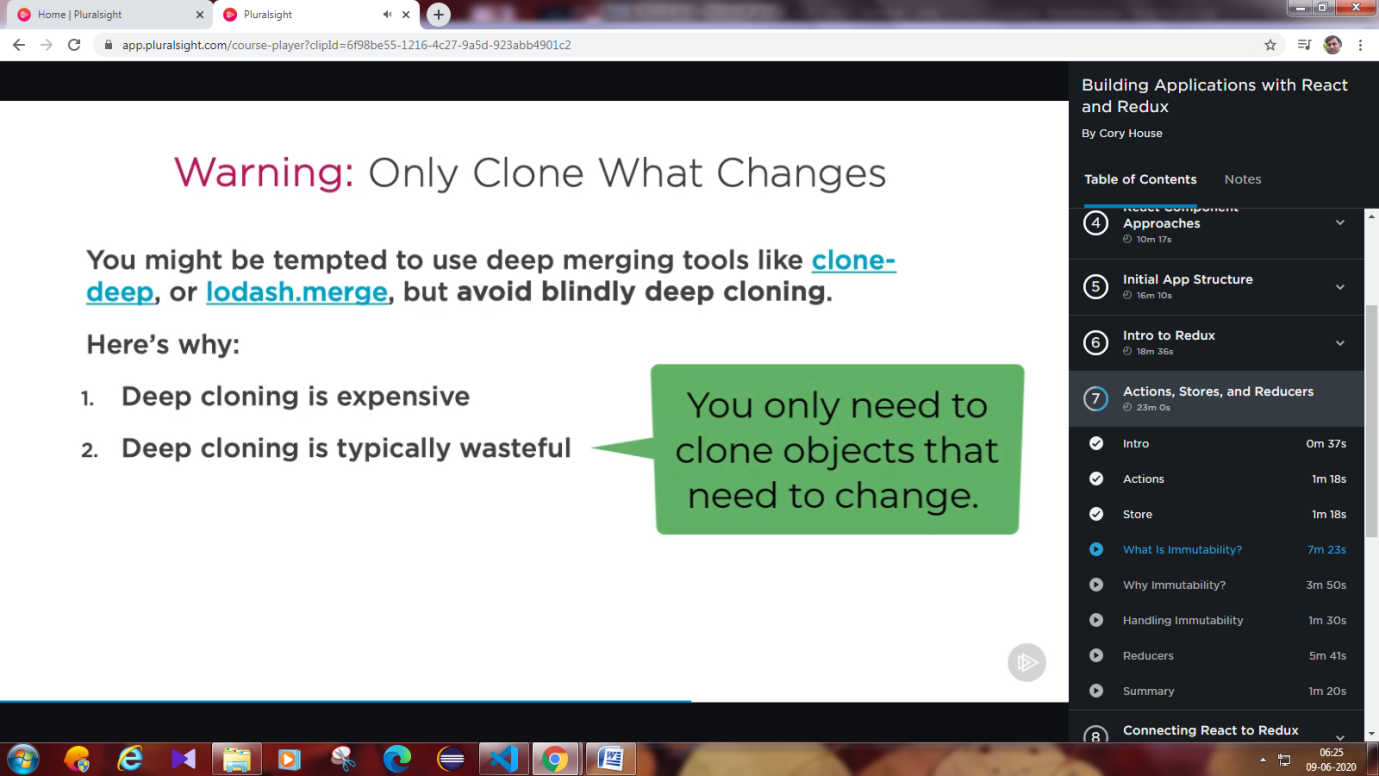 Home | Pluralsight
Pluralsight
app.pluralsight.com/course-player?clipId=6f98be55-1216-4c27-9a5d-923abb4901c2
Warning: Only Clone What Changes
You might be tempted to use deep merging tools like clone-
deep, or lodash.merge, but avoid blindly deep cloning.
Here's why:
1. Deep cloning is expensive
2. Deep cloning is typically wasteful
You only need to
clone objects that
need to change.
Building Applications with React
and Redux
By Cory House
Table of Contents
Notes
4
React Component
Approaches
10m 17s
5
Initial App Structure
16m 10s
6
Intro to Redux
18m 36s
7
Actions, Stores, and Reducers
23m 0s
Intro 0m 37s
Actions 1m 18s
Store 1m 18s
What Is Immutability? 7m 23s
Why Immutability? 3m 50s
Handling Immutability 1m 30s
Reducers 5m 41s
Summary 1m 20s
8
Connecting React to Redux
06:25
09-06-2020